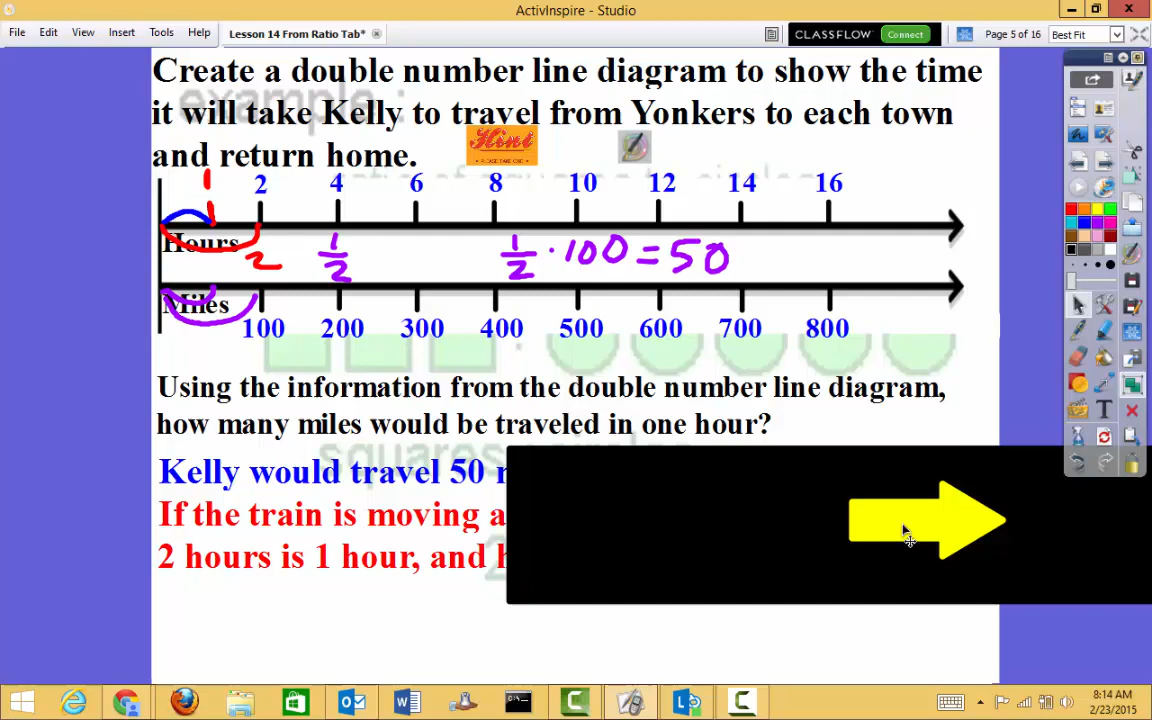 ActivInspire - Studio
File Edit View Insert Tools Help Lesson 14 From Ratio Tab* CLASSFLOW Connect Page 5 of 16 Best Fit
Create a double number line diagram to show the time
it will take Kelly to travel from Yonkers to each town
and return home.
Hint
1 2 4 6 8 10 12 14 16
Hours
2 1/2 1/2 · 100 = 50
Miles
100 200 300 400 500 600 700 800
Using the information from the double number line diagram,
how many miles would be traveled in one hour?
Kelly would travel 50
If the train is moving a
2 hours is 1 hour, and h
8:14 AM
2/23/2015